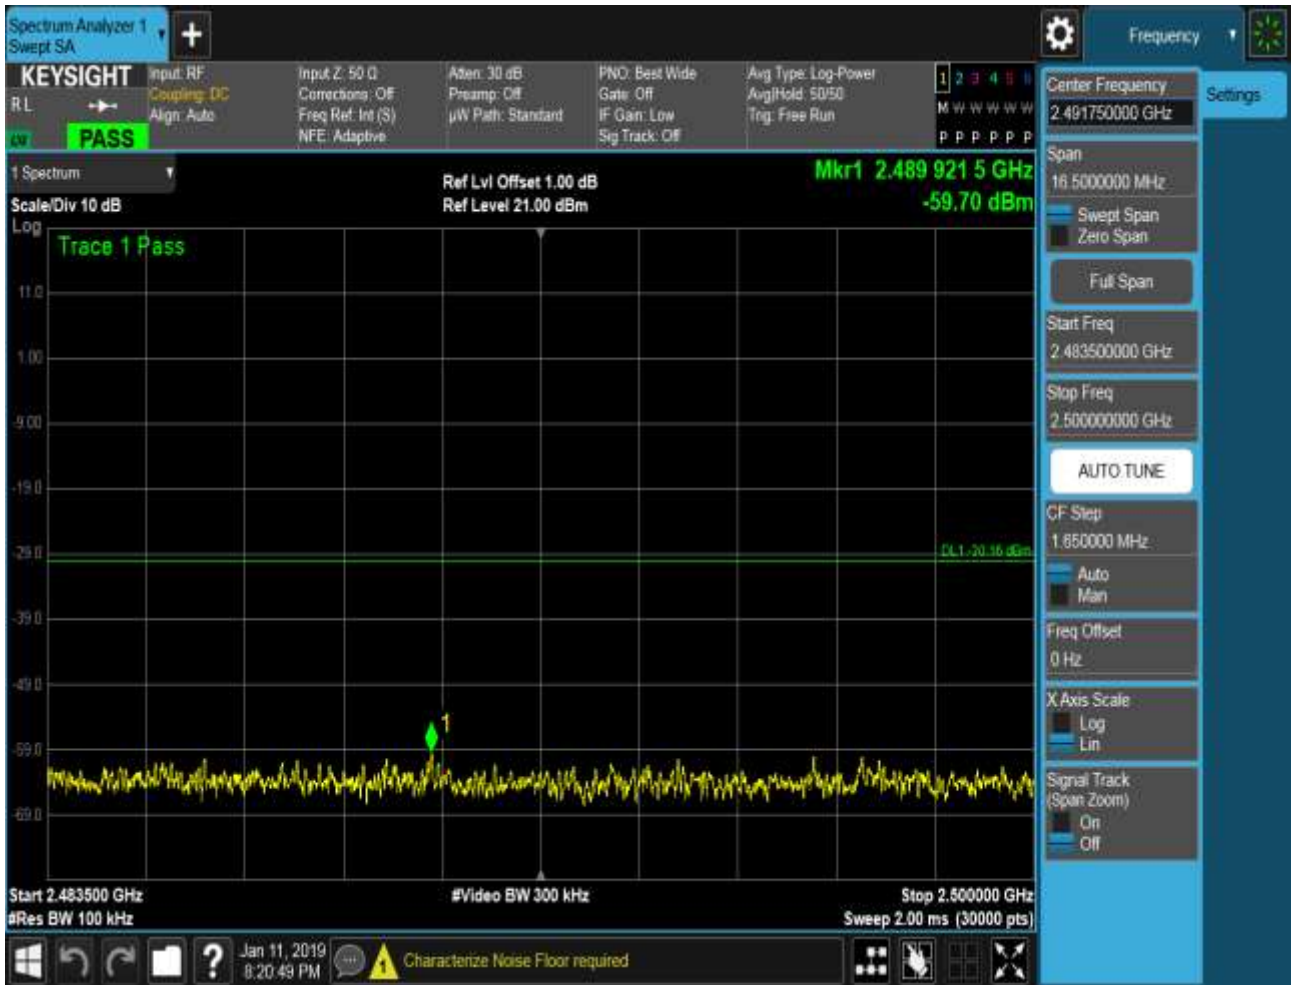 Spectrum Analyzer 1
Swept SA
Frequency
KEYSIGHT
R L
PASS
Input: RF
Coupling: DC
Align: Auto
Input Z: 50 Ω
Corrections: Off
Freq Ref: Int (S)
NFE: Adaptive
Atten: 30 dB
Preamp: Off
µW Path: Standard
PNO: Best Wide
Gate: Off
IF Gain: Low
Sig Track: Off
Avg Type: Log-Power
Avg|Hold: 50/50
Trig: Free Run
1 2 3 4 5 6
M W W W W W
P P P P P P
1 Spectrum
Scale/Div 10 dB
Log
Ref Lvl Offset 1.00 dB
Ref Level 21.00 dBm
Mkr1 2.489 921 5 GHz
-59.70 dBm
Trace 1 Pass
11.0
1.00
-9.00
-19.0
-29.0
DL1 -30.16 dBm
-39.0
-49.0
1
-59.0
-69.0
Start 2.483500 GHz
#Res BW 100 kHz
#Video BW 300 kHz
Stop 2.500000 GHz
Sweep 2.00 ms (30000 pts)
Jan 11, 2019
8:20:49 PM
Characterize Noise Floor required
Center Frequency
2.491750000 GHz
Settings
Span
16.5000000 MHz
Swept Span
Zero Span
Full Span
Start Freq
2.483500000 GHz
Stop Freq
2.500000000 GHz
AUTO TUNE
CF Step
1.650000 MHz
Auto
Man
Freq Offset
0 Hz
X Axis Scale
Log
Lin
Signal Track
(Span Zoom)
On
Off